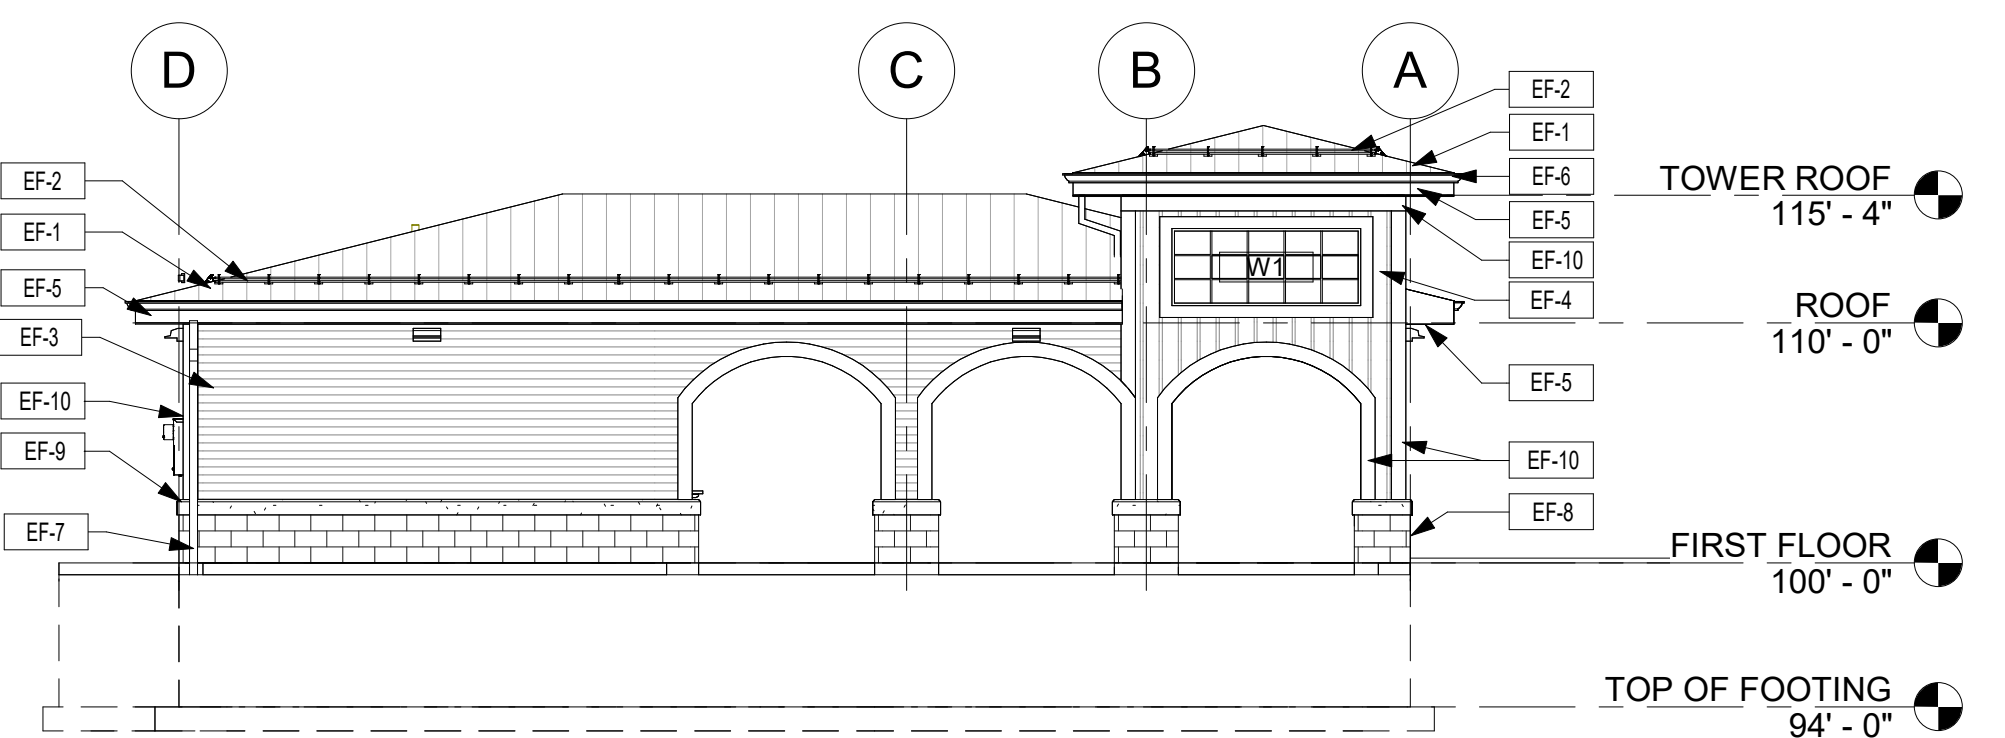 D
C
B
A
EF-2
EF-1
EF-6
EF-5
EF-10
EF-4
EF-5
EF-10
EF-8
EF-2
EF-1
EF-5
EF-3
EF-10
EF-9
EF-7
W1
TOWER ROOF
115' - 4"
ROOF
110' - 0"
FIRST FLOOR
100' - 0"
TOP OF FOOTING
94' - 0"